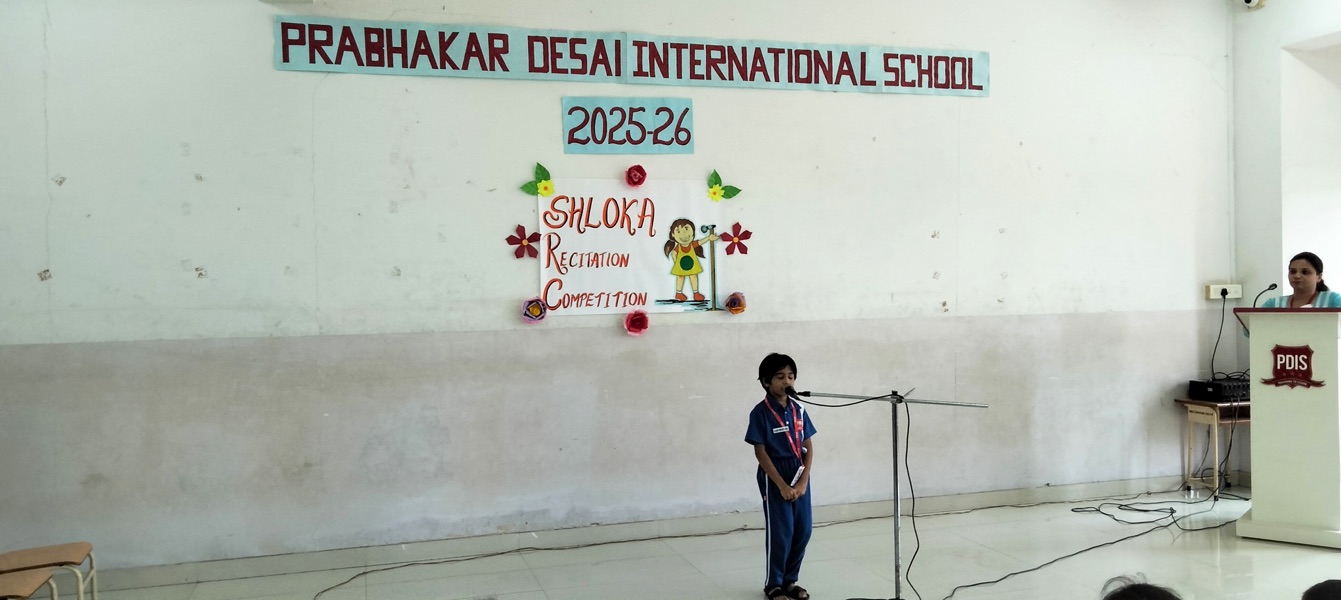 PRABHAKAR DESAI INTERNATIONAL SCHOOL
2025-26
SHLOKA
RECITATION
COMPETITION
PDIS